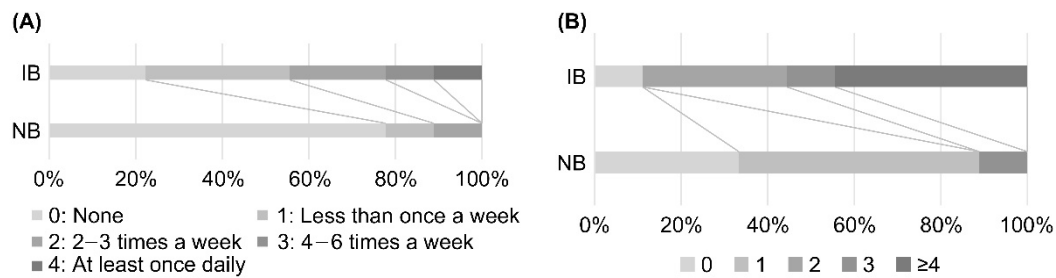 (A)
IB
NB
0% 20% 40% 60% 80% 100%
0: None 1: Less than once a week
2: 2−3 times a week 3: 4−6 times a week
4: At least once daily
(B)
IB
NB
0% 20% 40% 60% 80% 100%
0 1 2 3 ≥4